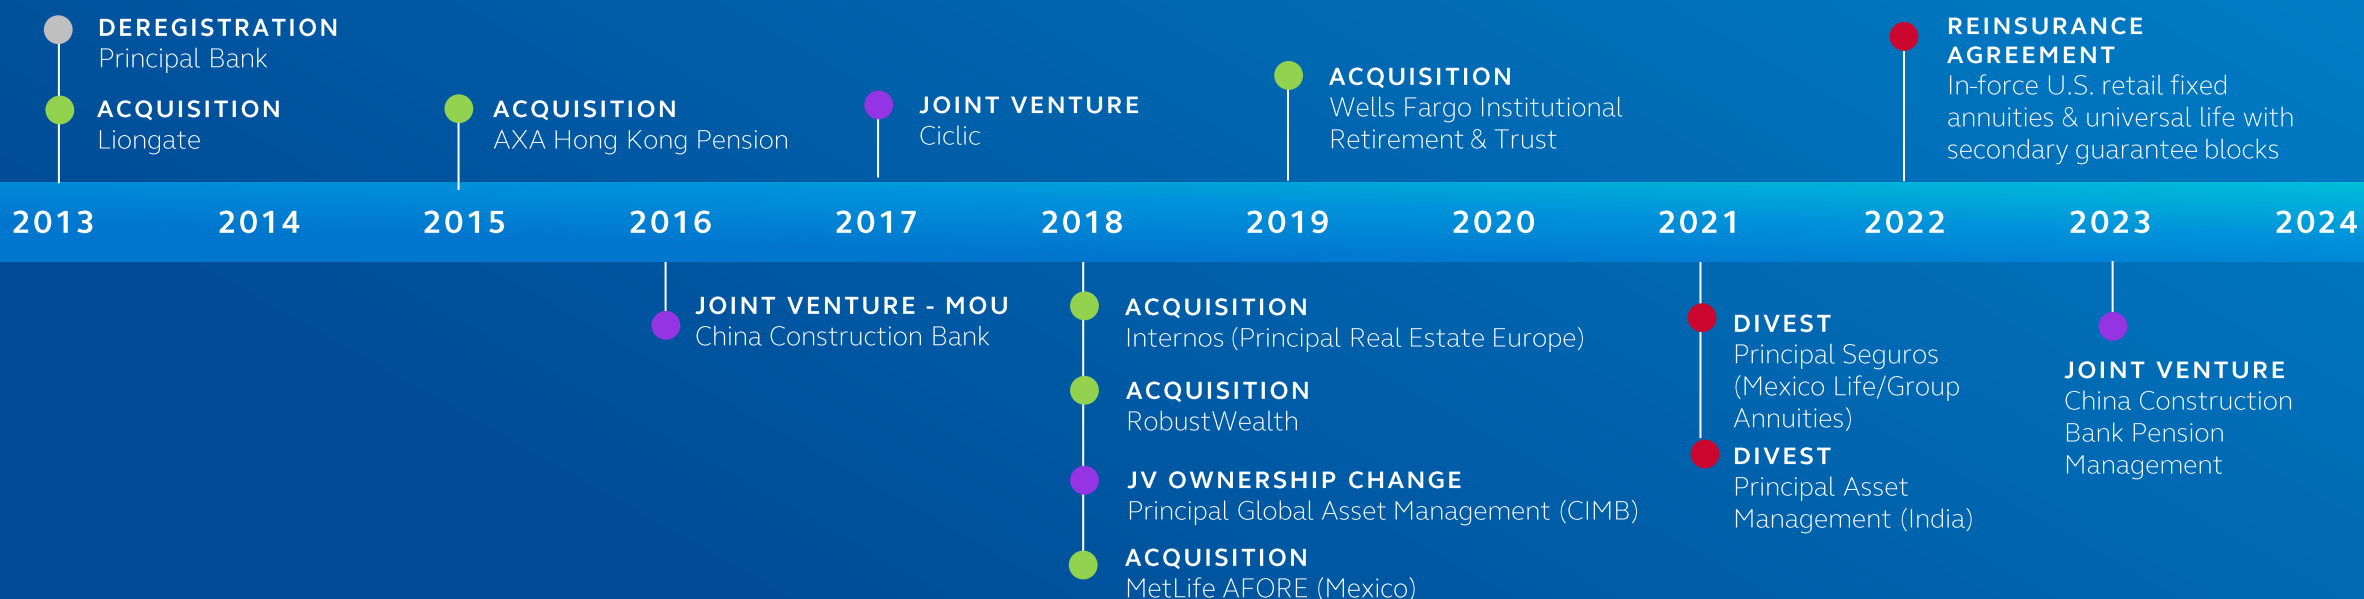 DEREGISTRATION
Principal Bank
ACQUISITION
Liongate
ACQUISITION
AXA Hong Kong Pension
JOINT VENTURE
Ciclic
ACQUISITION
Wells Fargo Institutional
Retirement & Trust
REINSURANCE
AGREEMENT
In-force U.S. retail fixed
annuities & universal life with
secondary guarantee blocks
2013 2014 2015 2016 2017 2018 2019 2020 2021 2022 2023 2024
JOINT VENTURE - MOU
China Construction Bank
ACQUISITION
Internos (Principal Real Estate Europe)
ACQUISITION
RobustWealth
JV OWNERSHIP CHANGE
Principal Global Asset Management (CIMB)
ACQUISITION
MetLife AFORE (Mexico)
DIVEST
Principal Seguros
(Mexico Life/Group
Annuities)
DIVEST
Principal Asset
Management (India)
JOINT VENTURE
China Construction
Bank Pension
Management